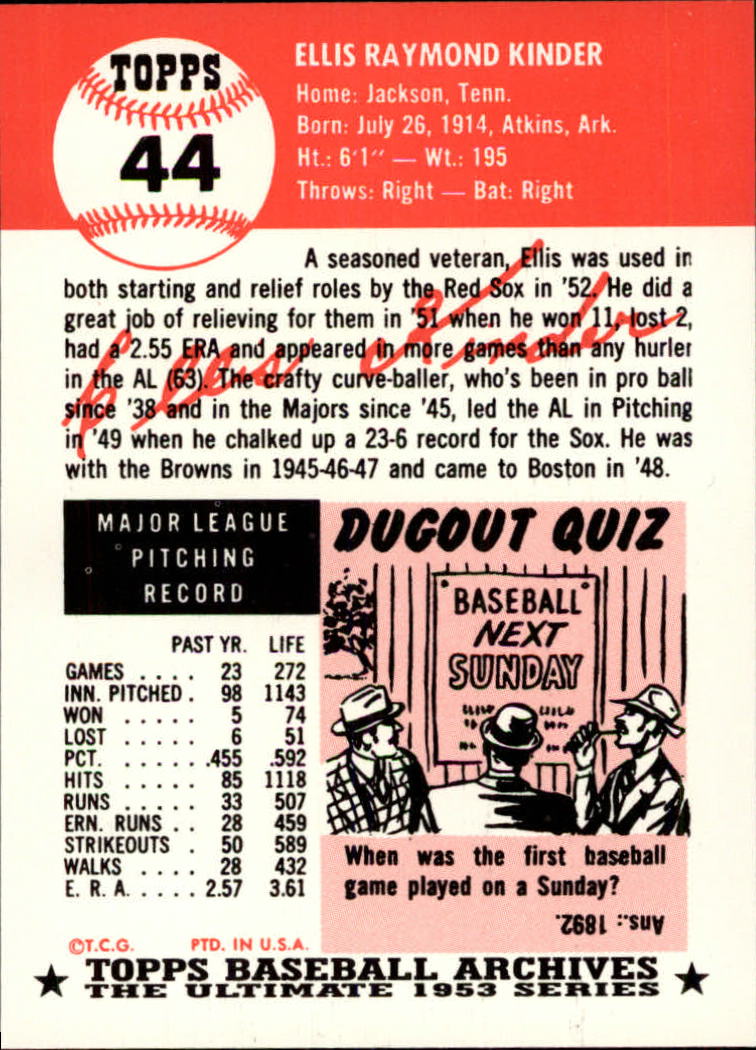 TOPPS
44
ELLIS RAYMOND KINDER
Home: Jackson, Tenn.
Born: July 26, 1914, Atkins, Ark.
Ht.: 6'1" — Wt.: 195
Throws: Right — Bat: Right
A seasoned veteran, Ellis was used in
both starting and relief roles by the Red Sox in '52. He did a
great job of relieving for them in '51 when he won 11, lost 2,
had a 2.55 ERA and appeared in more games than any hurler
in the AL (63). The crafty curve-baller, who's been in pro ball
since '38 and in the Majors since '45, led the AL in Pitching
in '49 when he chalked up a 23-6 record for the Sox. He was
with the Browns in 1945-46-47 and came to Boston in '48.
Ellis Kinder
MAJOR LEAGUE
PITCHING
RECORD
PAST YR. LIFE
GAMES . . . . 23 272
INN. PITCHED . 98 1143
WON . . . . . 5 74
LOST . . . . . 6 51
PCT. . . . . . .455 .592
HITS . . . . . 85 1118
RUNS . . . . . 33 507
ERN. RUNS . . 28 459
STRIKEOUTS . 50 589
WALKS . . . . 28 432
E. R. A. . . . . 2.57 3.61
DUGOUT QUIZ
BASEBALL
NEXT
SUNDAY
When was the first baseball
game played on a Sunday?
Ans.: 1892.
©T.C.G. PTD. IN U.S.A.
★ TOPPS BASEBALL ARCHIVES ★
THE ULTIMATE 1953 SERIES